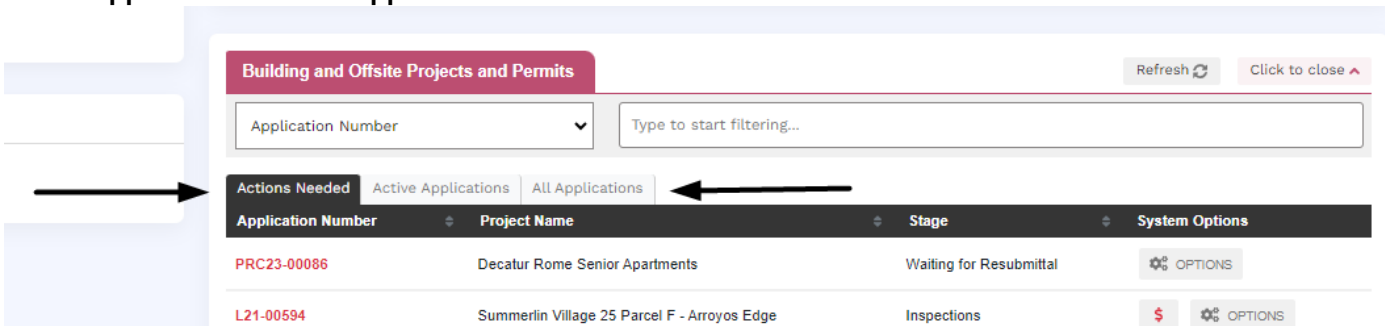 Building and Offsite Projects and Permits Refresh Click to close
Application Number Type to start filtering...
Actions Needed Active Applications All Applications
Application Number Project Name Stage System Options
PRC23-00086 Decatur Rome Senior Apartments Waiting for Resubmittal OPTIONS
L21-00594 Summerlin Village 25 Parcel F - Arroyos Edge Inspections $ OPTIONS